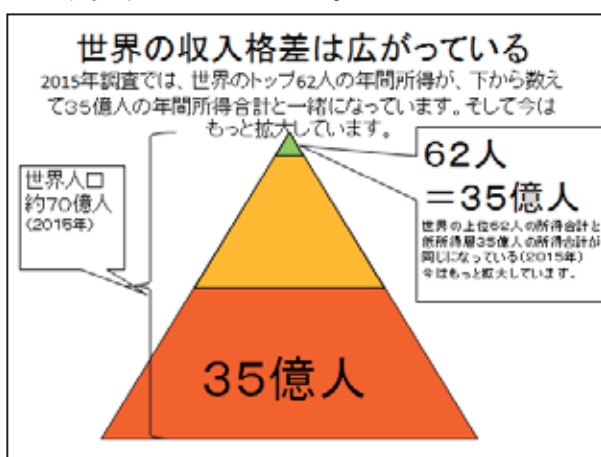 世界の収入格差は広がっている
2015年調査では、世界のトップ62人の年間所得が、下から数え
て35億人の年間所得合計と一緒になっています。そして今は
もっと拡大しています。
世界人口
約70億人
(2015年)
62人
=35億人
世界の上位62人の所得合計と
低所得層35億人の所得合計が
同じになっている(2015年)
今はもっと拡大しています。
35億人